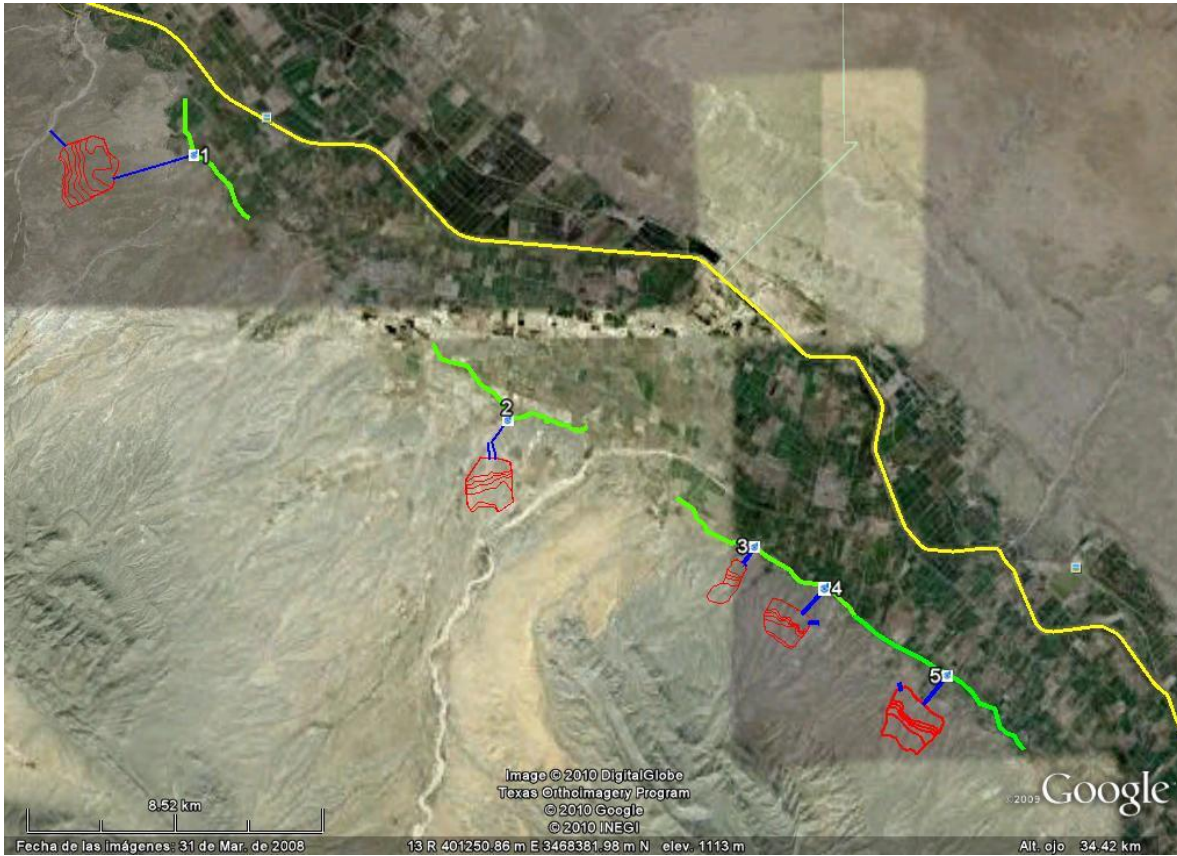 1
2
3
4
5
Image © 2010 DigitalGlobe
Texas Orthoimagery Program
© 2010 Google
© 2010 INEGI
©2009 Google
8.52 km
Fecha de las imágenes: 31 de Mar. de 2008 13 R 401250.86 m E 3468381.98 m N elev. 1113 m Alt. ojo 34.42 km